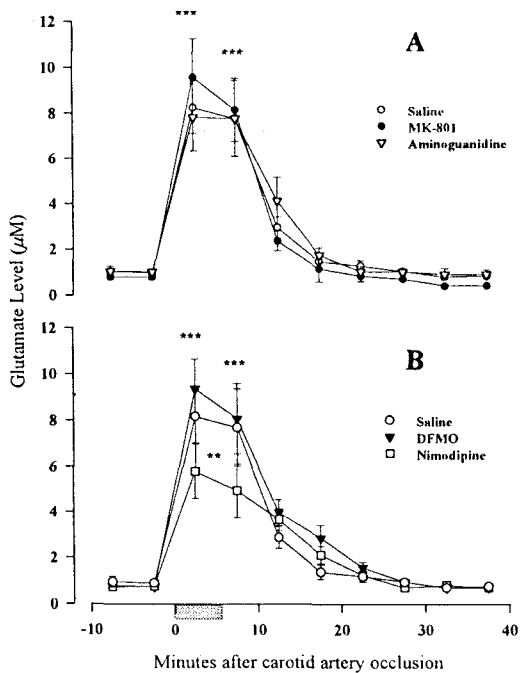 ***
12
***
A
10
8
Saline
MK-801
Aminoguanidine
6
4
2
0
Glutamate Level (µM)
12
***
***
B
10
8
Saline
DFMO
Nimodipine
**
6
4
2
0
-10 0 10 20 30 40
Minutes after carotid artery occlusion